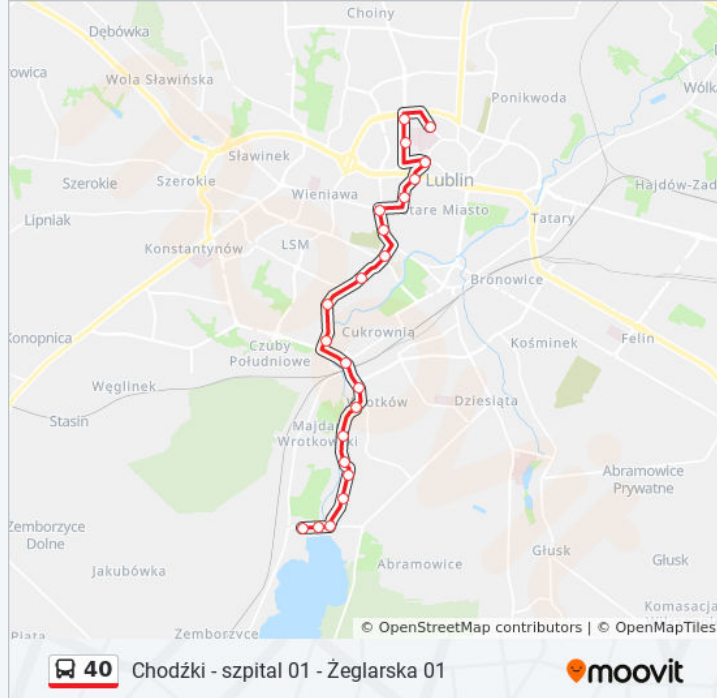 Choiny
Dębówka
rowica
Wola Sławińska
Ponikwoda
Wólka
Sławinek
Szerokie
Szerokie
Wieniawa
Lublin
Hajdów-Zad
Lipniak
Stare Miasto
Tatary
Konstantynów
LSM
Bronowice
Konopnica
Cukrownia
Felin
Czuby
Południowe
Kośminek
Węglinek
Stasin
Wrotków
Dziesiąta
Majda
Wrotkowski
Abramowice
Prywatne
Zemborzyce
Dolne
Jakubówka
Abramowice
Głusk
Głusk
Komasacja
Piata
Zemborzyce
© OpenStreetMap contributors | © OpenMapTiles
40 Chodźki - szpital 01 - Żeglarska 01
moovit